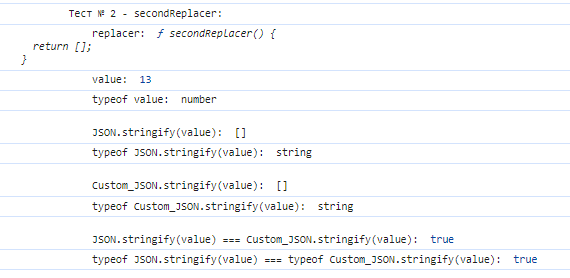 Тест № 2 - secondReplacer:
replacer: ƒ secondReplacer() {
return [];
}
value: 13
typeof value: number
JSON.stringify(value): []
typeof JSON.stringify(value): string
Custom_JSON.stringify(value): []
typeof Custom_JSON.stringify(value): string
JSON.stringify(value) === Custom_JSON.stringify(value): true
typeof JSON.stringify(value) === typeof Custom_JSON.stringify(value): true